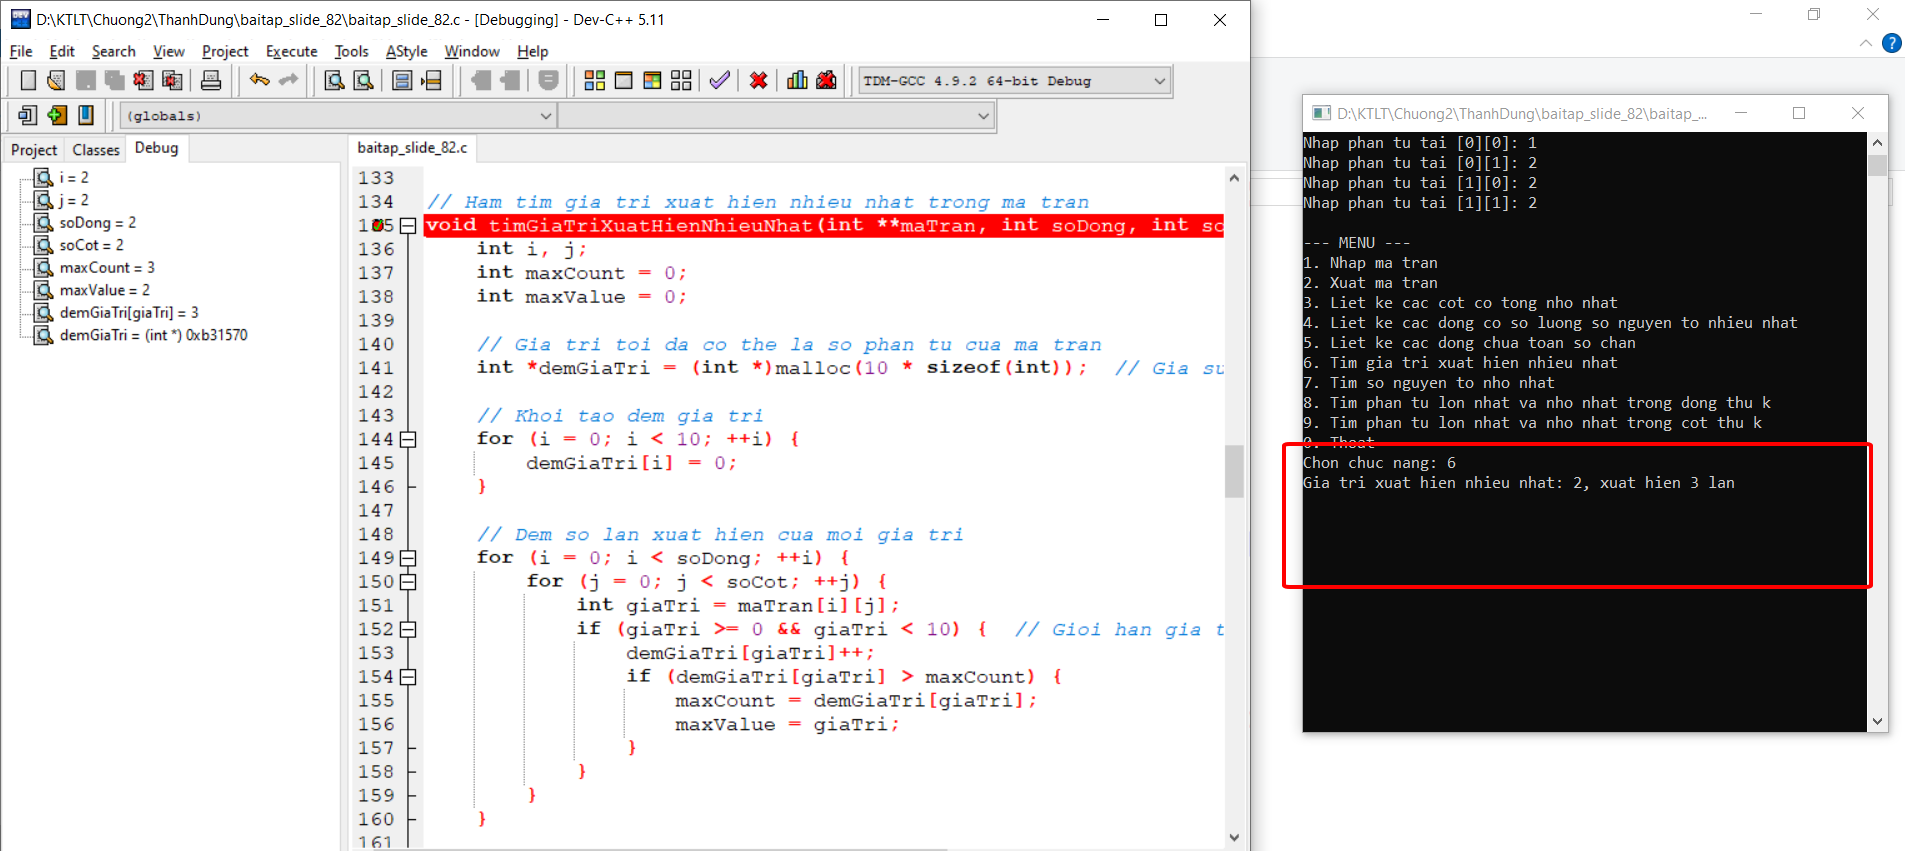 D:\KTLT\Chuong2\ThanhDung\baitap_slide_82\baitap_slide_82.c - [Debugging] - Dev-C++ 5.11
File Edit Search View Project Execute Tools AStyle Window Help
TDM-GCC 4.9.2 64-bit Debug
(globals)
Project Classes Debug
i = 2
j = 2
soDong = 2
soCot = 2
maxCount = 3
maxValue = 2
demGiaTri[giaTri] = 3
demGiaTri = (int *) 0xb31570
baitap_slide_82.c
133
134 // Ham tim gia tri xuat hien nhieu nhat trong ma tran
135 void timGiaTriXuatHienNhieuNhat(int **maTran, int soDong, int so
136 int i, j;
137 int maxCount = 0;
138 int maxValue = 0;
139
140 // Gia tri toi da co the la so phan tu cua ma tran
141 int *demGiaTri = (int *)malloc(10 * sizeof(int)); // Gia su
142
143 // Khoi tao dem gia tri
144 for (i = 0; i < 10; ++i) {
145 demGiaTri[i] = 0;
146 }
147
148 // Dem so lan xuat hien cua moi gia tri
149 for (i = 0; i < soDong; ++i) {
150 for (j = 0; j < soCot; ++j) {
151 int giaTri = maTran[i][j];
152 if (giaTri >= 0 && giaTri < 10) { // Gioi han gia t
153 demGiaTri[giaTri]++;
154 if (demGiaTri[giaTri] > maxCount) {
155 maxCount = demGiaTri[giaTri];
156 maxValue = giaTri;
157 }
158 }
159 }
160 }
161
D:\KTLT\Chuong2\ThanhDung\baitap_slide_82\baitap_...
Nhap phan tu tai [0][0]: 1
Nhap phan tu tai [0][1]: 2
Nhap phan tu tai [1][0]: 2
Nhap phan tu tai [1][1]: 2
--- MENU ---
1. Nhap ma tran
2. Xuat ma tran
3. Liet ke cac cot co tong nho nhat
4. Liet ke cac dong co so luong so nguyen to nhieu nhat
5. Liet ke cac dong chua toan so chan
6. Tim gia tri xuat hien nhieu nhat
7. Tim so nguyen to nho nhat
8. Tim phan tu lon nhat va nho nhat trong dong thu k
9. Tim phan tu lon nhat va nho nhat trong cot thu k
0. Thoat
Chon chuc nang: 6
Gia tri xuat hien nhieu nhat: 2, xuat hien 3 lan